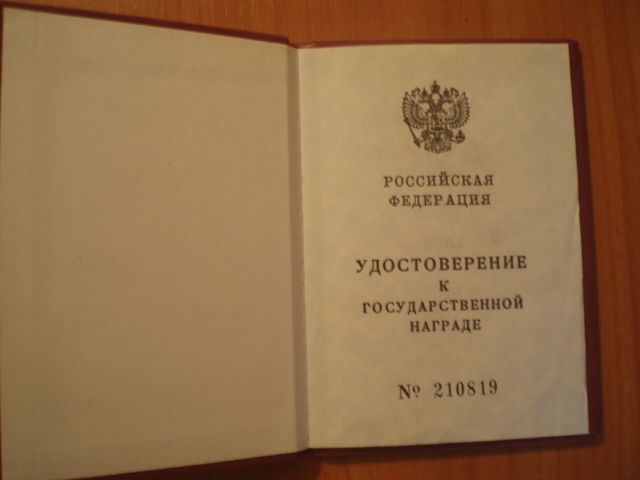 РОССИЙСКАЯ
ФЕДЕРАЦИЯ
УДОСТОВЕРЕНИЕ
К
ГОСУДАРСТВЕННОЙ
НАГРАДЕ
№ 210819